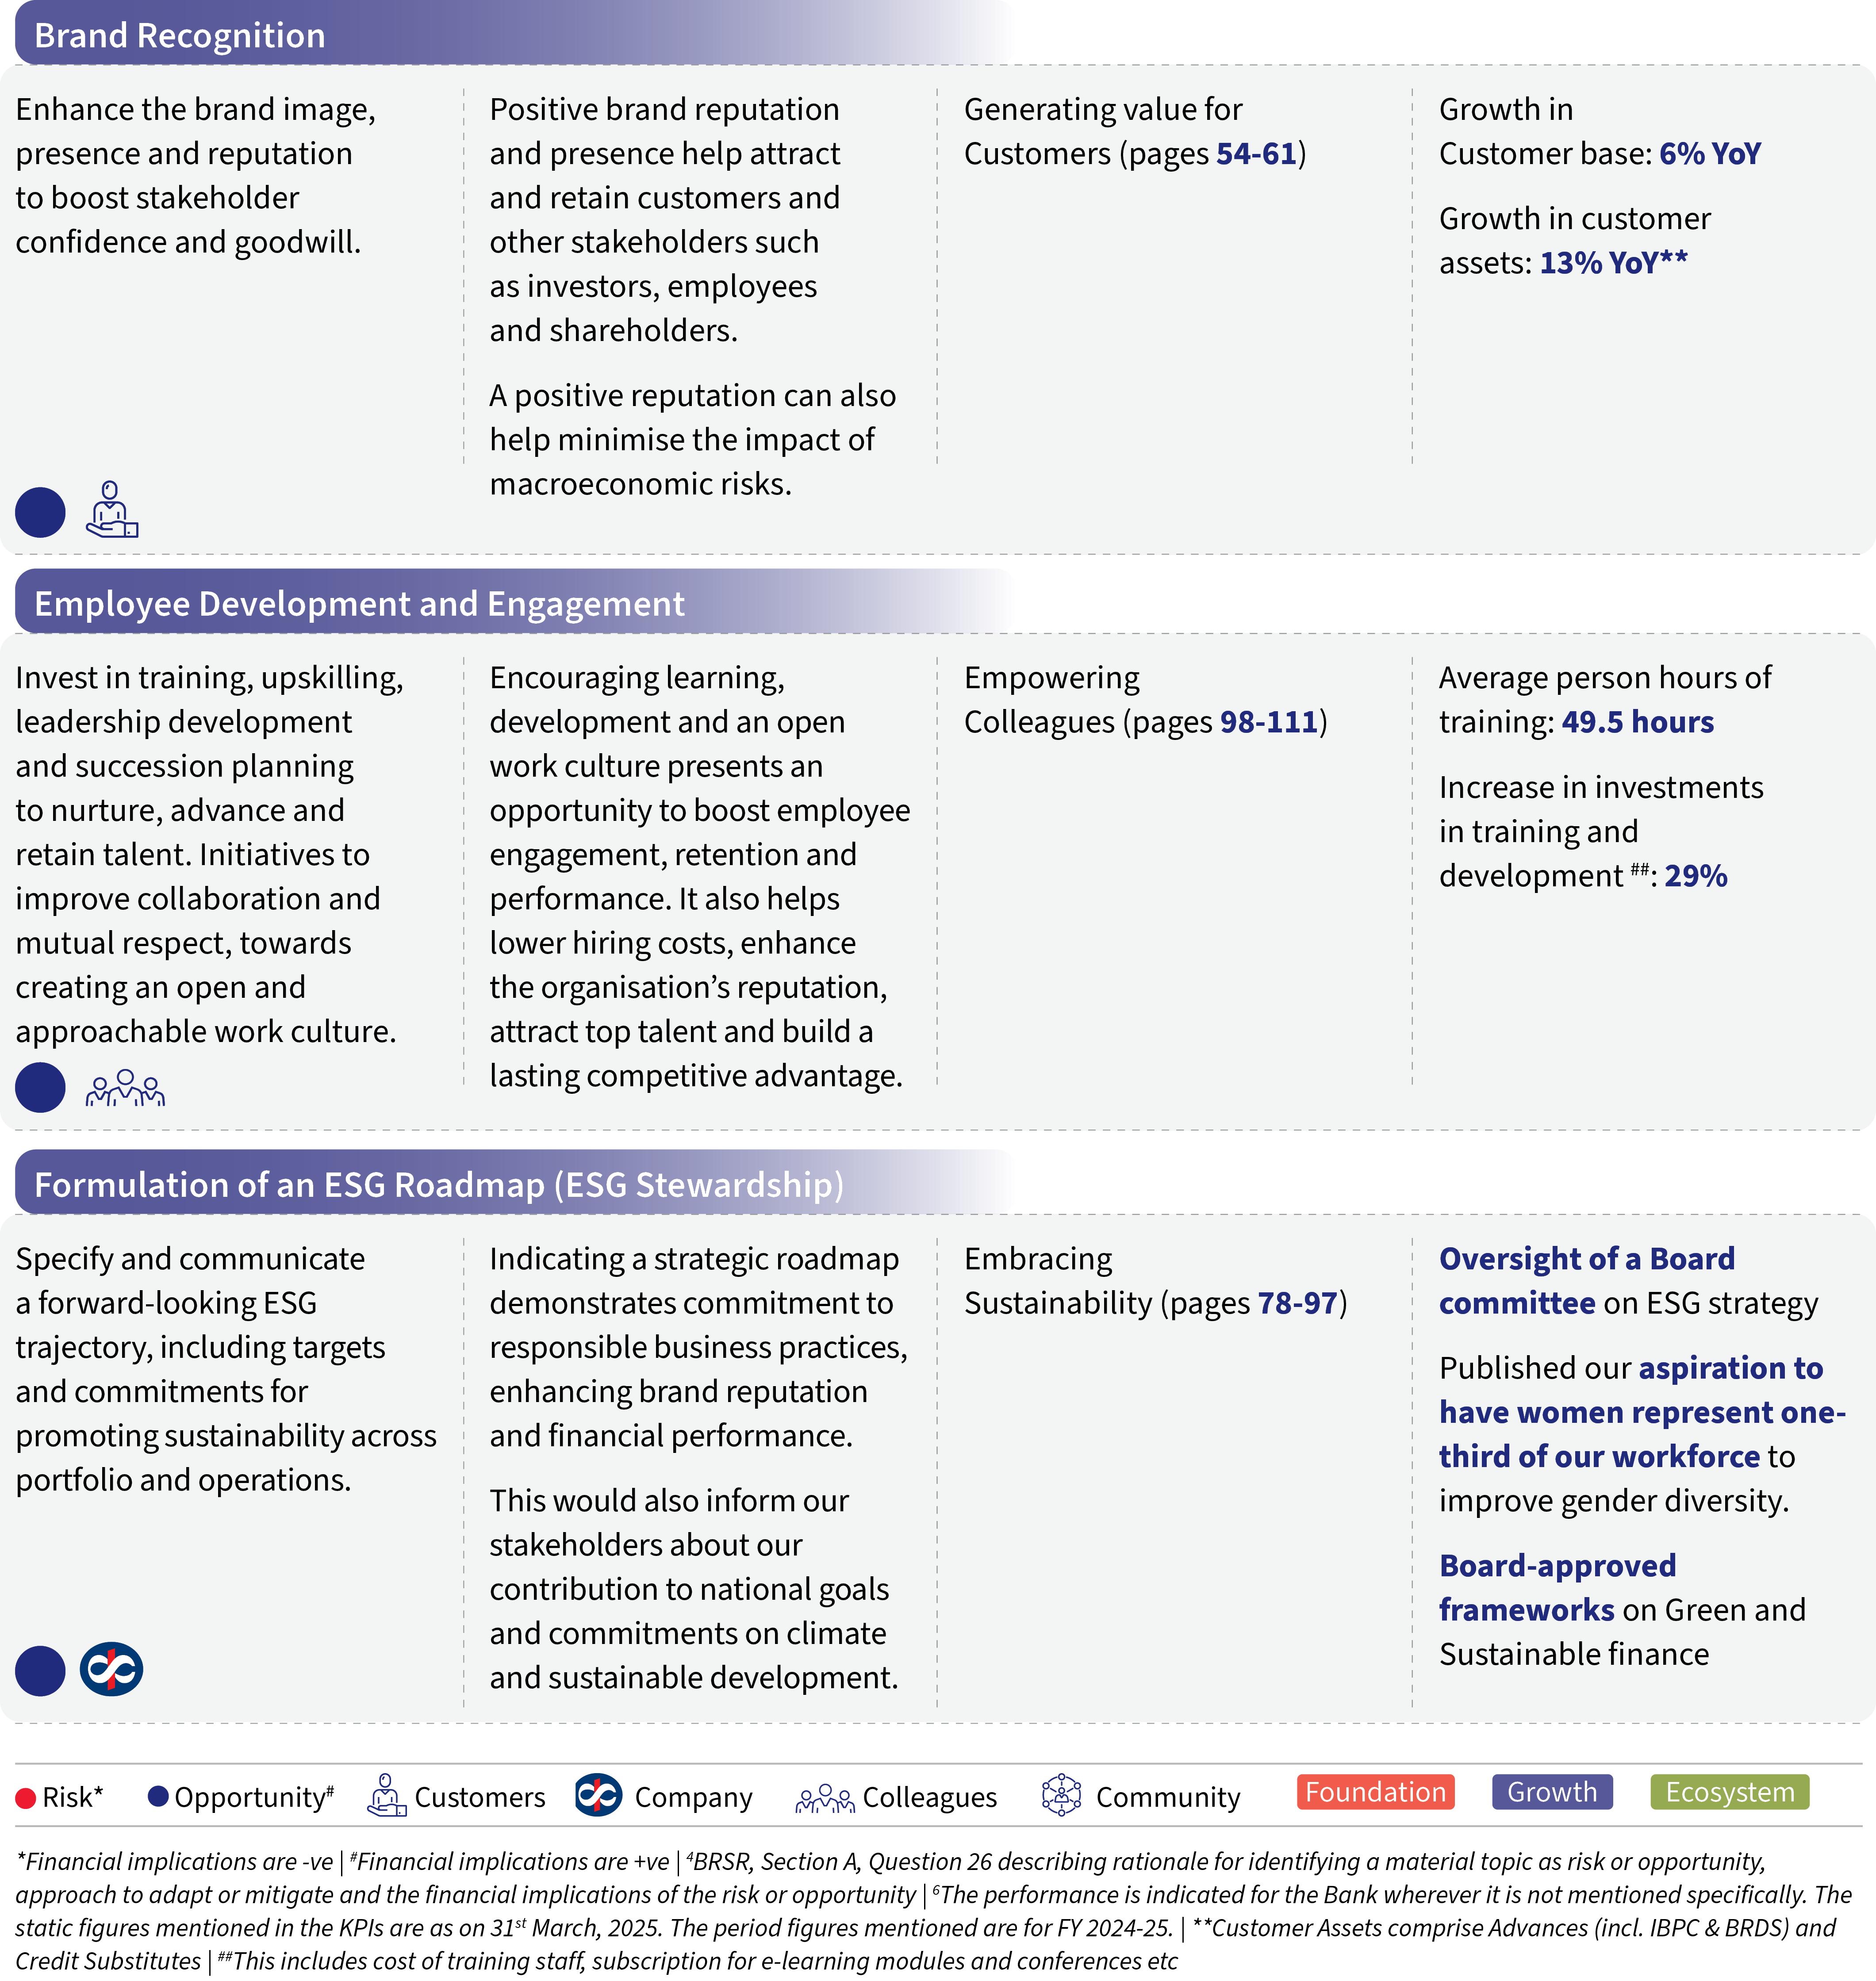 Brand Recognition
Enhance the brand image,
presence and reputation
to boost stakeholder
confidence and goodwill.
Positive brand reputation
and presence help attract
and retain customers and
other stakeholders such
as investors, employees
and shareholders.
A positive reputation can also
help minimise the impact of
macroeconomic risks.
Generating value for
Customers (pages 54-61)
Growth in
Customer base: 6% YoY
Growth in customer
assets: 13% YoY**
Employee Development and Engagement
Invest in training, upskilling,
leadership development
and succession planning
to nurture, advance and
retain talent. Initiatives to
improve collaboration and
mutual respect, towards
creating an open and
approachable work culture.
Encouraging learning,
development and an open
work culture presents an
opportunity to boost employee
engagement, retention and
performance. It also helps
lower hiring costs, enhance
the organisation’s reputation,
attract top talent and build a
lasting competitive advantage.
Empowering
Colleagues (pages 98-111)
Average person hours of
training: 49.5 hours
Increase in investments
in training and
development ##: 29%
Formulation of an ESG Roadmap (ESG Stewardship)
Specify and communicate
a forward-looking ESG
trajectory, including targets
and commitments for
promoting sustainability across
portfolio and operations.
Indicating a strategic roadmap
demonstrates commitment to
responsible business practices,
enhancing brand reputation
and financial performance.
This would also inform our
stakeholders about our
contribution to national goals
and commitments on climate
and sustainable development.
Embracing
Sustainability (pages 78-97)
Oversight of a Board
committee on ESG strategy
Published our aspiration to
have women represent one-
third of our workforce to
improve gender diversity.
Board-approved
frameworks on Green and
Sustainable finance
Risk* Opportunity# Customers Company Colleagues Community Foundation Growth Ecosystem
*Financial implications are -ve | #Financial implications are +ve | 4BRSR, Section A, Question 26 describing rationale for identifying a material topic as risk or opportunity,
approach to adapt or mitigate and the financial implications of the risk or opportunity | 6The performance is indicated for the Bank wherever it is not mentioned specifically. The
static figures mentioned in the KPIs are as on 31st March, 2025. The period figures mentioned are for FY 2024-25. | **Customer Assets comprise Advances (incl. IBPC & BRDS) and
Credit Substitutes | ##This includes cost of training staff, subscription for e-learning modules and conferences etc